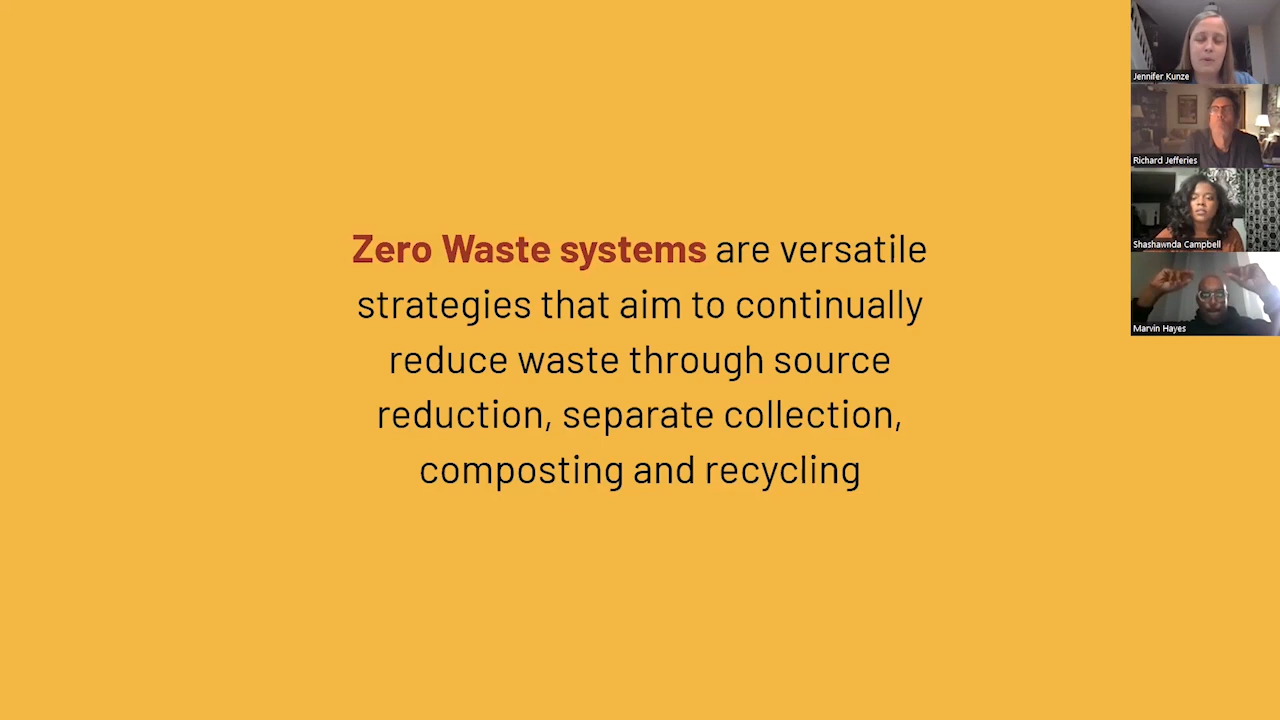 Zero Waste systems are versatile
strategies that aim to continually
reduce waste through source
reduction, separate collection,
composting and recycling
Jennifer Kunze
Richard Jefferies
Shashawnda Campbell
Marvin Hayes